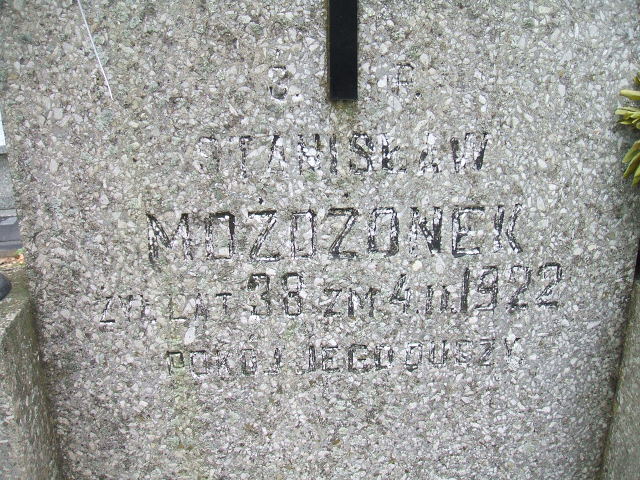 Ś. P.
STANISŁAW
MOŻDŻONEK
ŻYŁ LAT 38 ZM. 4.III.1922
POKÓJ JEGO DUSZY